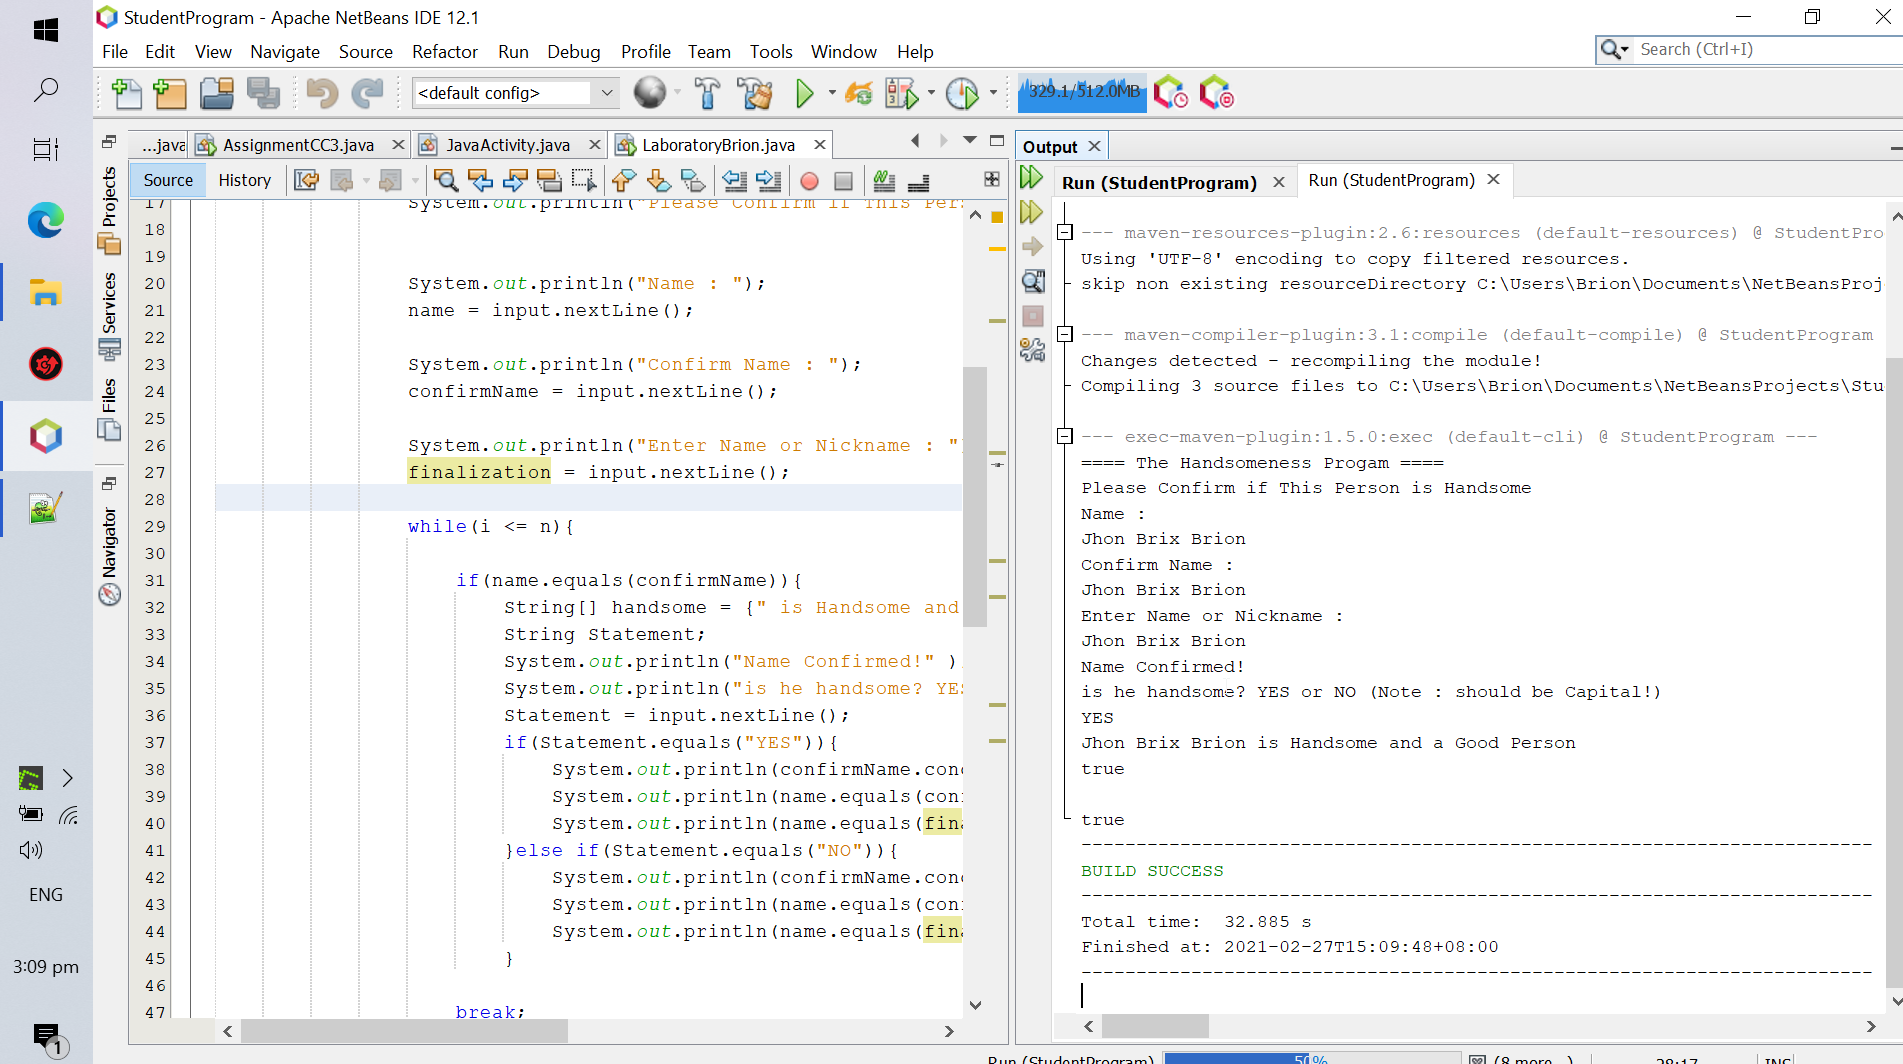 StudentProgram - Apache NetBeans IDE 12.1
File Edit View Navigate Source Refactor Run Debug Profile Team Tools Window Help
Search (Ctrl+I)
<default config>
329.1/512.0MB
...java AssignmentCC3.java JavaActivity.java LaboratoryBrion.java
Source History
Projects
Services
Files
Navigator
17 System.out.println("Please Confirm if This Per
18
19
20 System.out.println("Name : ");
21 name = input.nextLine();
22
23 System.out.println("Confirm Name : ");
24 confirmName = input.nextLine();
25
26 System.out.println("Enter Name or Nickname : "
27 finalization = input.nextLine();
28
29 while(i <= n){
30
31 if(name.equals(confirmName)){
32 String[] handsome = {" is Handsome and
33 String Statement;
34 System.out.println("Name Confirmed!" )
35 System.out.println("is he handsome? YES
36 Statement = input.nextLine();
37 if(Statement.equals("YES")){
38 System.out.println(confirmName.conc
39 System.out.println(name.equals(con
40 System.out.println(name.equals(fina
41 }else if(Statement.equals("NO")){
42 System.out.println(confirmName.conc
43 System.out.println(name.equals(con
44 System.out.println(name.equals(fina
45 }
46
47 break;
Output
Run (StudentProgram) Run (StudentProgram)
--- maven-resources-plugin:2.6:resources (default-resources) @ StudentPro
Using 'UTF-8' encoding to copy filtered resources.
skip non existing resourceDirectory C:\Users\Brion\Documents\NetBeansProj
--- maven-compiler-plugin:3.1:compile (default-compile) @ StudentProgram
Changes detected - recompiling the module!
Compiling 3 source files to C:\Users\Brion\Documents\NetBeansProjects\Stu
--- exec-maven-plugin:1.5.0:exec (default-cli) @ StudentProgram ---
==== The Handsomeness Progam ====
Please Confirm if This Person is Handsome
Name :
Jhon Brix Brion
Confirm Name :
Jhon Brix Brion
Enter Name or Nickname :
Jhon Brix Brion
Name Confirmed!
is he handsome? YES or NO (Note : should be Capital!)
YES
Jhon Brix Brion is Handsome and a Good Person
true
true
------------------------------------------------------------------------
BUILD SUCCESS
------------------------------------------------------------------------
Total time: 32.885 s
Finished at: 2021-02-27T15:09:48+08:00
------------------------------------------------------------------------
ENG
3:09 pm
1
Run (StudentProgram) 50% (8 more...) 28:17 INS